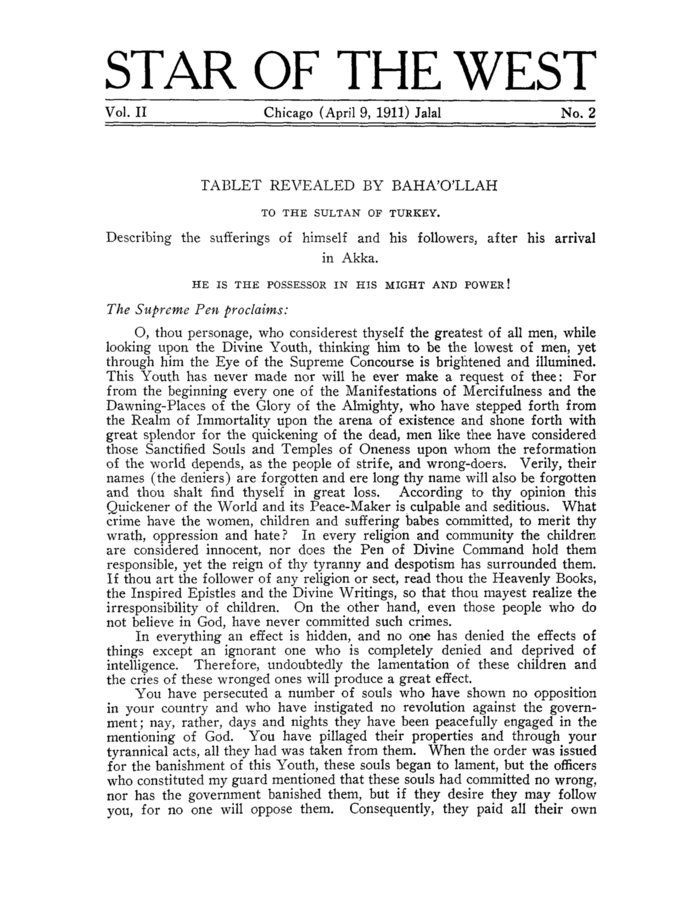 STAR OF THE WEST
Vol. II Chicago (April 9, 1911) Jalal No. 2
TABLET REVEALED BY BAHA'O'LLAH
TO THE SULTAN OF TURKEY.
Describing the sufferings of himself and his followers, after his arrival
in Akka.
HE IS THE POSSESSOR IN HIS MIGHT AND POWER!
The Supreme Pen proclaims:
O, thou personage, who considerest thyself the greatest of all men, while
looking upon the Divine Youth, thinking him to be the lowest of men, yet
through him the Eye of the Supreme Concourse is brightened and illumined.
This Youth has never made nor will he ever make a request of thee: For
from the beginning every one of the Manifestations of Mercifulness and the
Dawning-Places of the Glory of the Almighty, who have stepped forth from
the Realm of Immortality upon the arena of existence and shone forth with
great splendor for the quickening of the dead, men like thee have considered
those Sanctified Souls and Temples of Oneness upon whom the reformation
of the world depends, as the people of strife, and wrong-doers. Verily, their
names (the deniers) are forgotten and ere long thy name will also be forgotten
and thou shalt find thyself in great loss. According to thy opinion this
Quickener of the World and its Peace-Maker is culpable and seditious. What
crime have the women, children and suffering babes committed, to merit thy
wrath, oppression and hate? In every religion and community the children
are considered innocent, nor does the Pen of Divine Command hold them
responsible, yet the reign of thy tyranny and despotism has surrounded them.
If thou art the follower of any religion or sect, read thou the Heavenly Books,
the Inspired Epistles and the Divine Writings, so that thou mayest realize the
irresponsibility of children. On the other hand, even those people who do
not believe in God, have never committed such crimes.
In everything an effect is hidden, and no one has denied the effects of
things except an ignorant one who is completely denied and deprived of
intelligence. Therefore, undoubtedly the lamentation of these children and
the cries of these wronged ones will produce a great effect.
You have persecuted a number of souls who have shown no opposition
in your country and who have instigated no revolution against the govern-
ment; nay, rather, days and nights they have been peacefully engaged in the
mentioning of God. You have pillaged their properties and through your
tyrannical acts, all they had was taken from them. When the order was issued
for the banishment of this Youth, these souls began to lament, but the officers
who constituted my guard mentioned that these souls had committed no wrong,
nor has the government banished them, but if they desire they may follow
you, for no one will oppose them. Consequently, they paid all their own